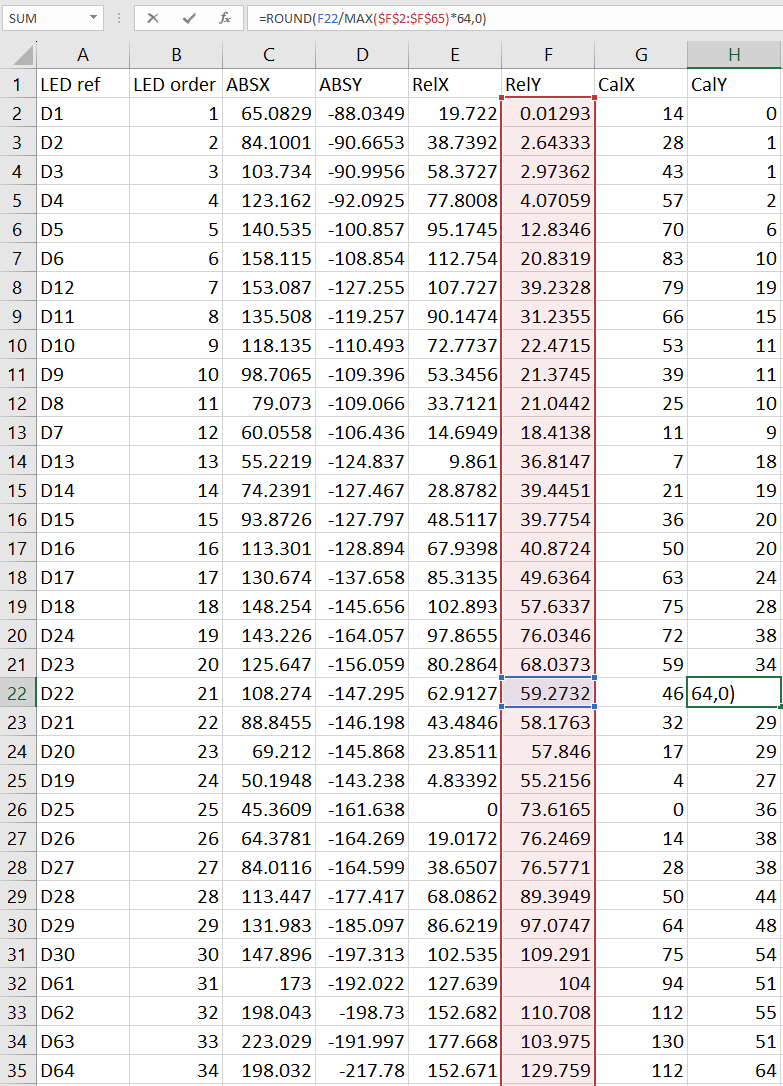 SUM =ROUND(F22/MAX($F$2:$F$65)*64,0)
A B C D E F G H
1 LED ref LED order ABSX ABSY RelX RelY CalX CalY
2 D1 1 65.0829 -88.0349 19.722 0.01293 14 0
3 D2 2 84.1001 -90.6653 38.7392 2.64333 28 1
4 D3 3 103.734 -90.9956 58.3727 2.97362 43 1
5 D4 4 123.162 -92.0925 77.8008 4.07059 57 2
6 D5 5 140.535 -100.857 95.1745 12.8346 70 6
7 D6 6 158.115 -108.854 112.754 20.8319 83 10
8 D12 7 153.087 -127.255 107.727 39.2328 79 19
9 D11 8 135.508 -119.257 90.1474 31.2355 66 15
10 D10 9 118.135 -110.493 72.7737 22.4715 53 11
11 D9 10 98.7065 -109.396 53.3456 21.3745 39 11
12 D8 11 79.073 -109.066 33.7121 21.0442 25 10
13 D7 12 60.0558 -106.436 14.6949 18.4138 11 9
14 D13 13 55.2219 -124.837 9.861 36.8147 7 18
15 D14 14 74.2391 -127.467 28.8782 39.4451 21 19
16 D15 15 93.8726 -127.797 48.5117 39.7754 36 20
17 D16 16 113.301 -128.894 67.9398 40.8724 50 20
18 D17 17 130.674 -137.658 85.3135 49.6364 63 24
19 D18 18 148.254 -145.656 102.893 57.6337 75 28
20 D24 19 143.226 -164.057 97.8655 76.0346 72 38
21 D23 20 125.647 -156.059 80.2864 68.0373 59 34
22 D22 21 108.274 -147.295 62.9127 59.2732 46 64,0)
23 D21 22 88.8455 -146.198 43.4846 58.1763 32 29
24 D20 23 69.212 -145.868 23.8511 57.846 17 29
25 D19 24 50.1948 -143.238 4.83392 55.2156 4 27
26 D25 25 45.3609 -161.638 0 73.6165 0 36
27 D26 26 64.3781 -164.269 19.0172 76.2469 14 38
28 D27 27 84.0116 -164.599 38.6507 76.5771 28 38
29 D28 28 113.447 -177.417 68.0862 89.3949 50 44
30 D29 29 131.983 -185.097 86.6219 97.0747 64 48
31 D30 30 147.896 -197.313 102.535 109.291 75 54
32 D61 31 173 -192.022 127.639 104 94 51
33 D62 32 198.043 -198.73 152.682 110.708 112 55
34 D63 33 223.029 -191.997 177.668 103.975 130 51
35 D64 34 198.032 -217.78 152.671 129.759 112 64